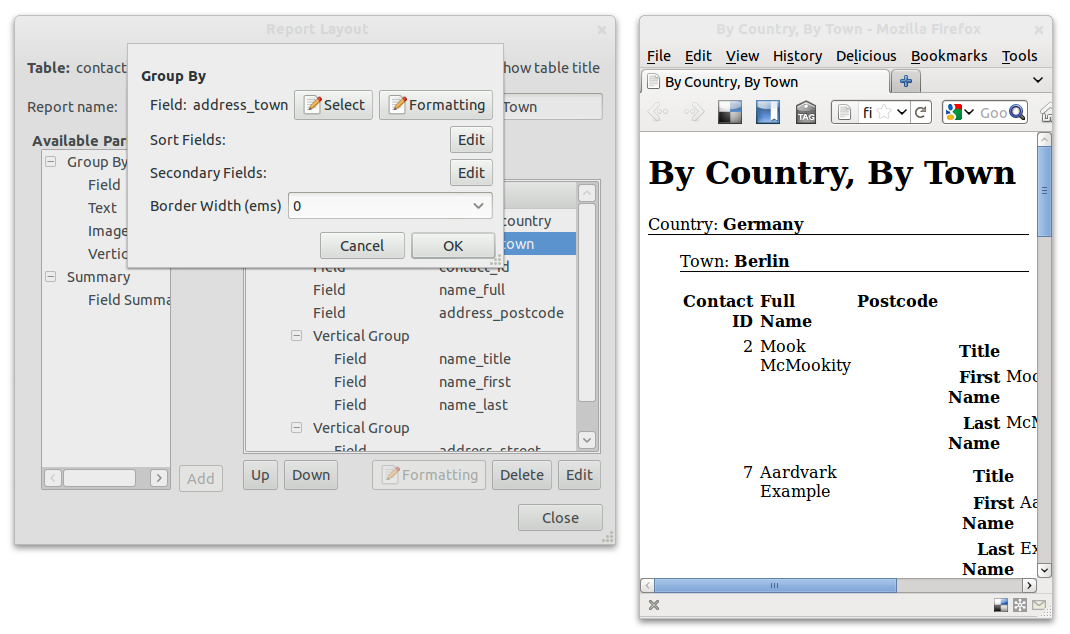 Report Layout
Table: contact
how table title
Group By
Field: address_town Select Formatting
Report name:
Town
Sort Fields: Edit
Available Par
Secondary Fields: Edit
Border Width (ems) 0
Cancel OK
Group By
Field
Text
Image
Vertic
Summary
Field Summa
country
town
Field contact_id
Field name_full
Field address_postcode
Vertical Group
Field name_title
Field name_first
Field name_last
Vertical Group
Field address_street
Add Up Down Formatting Delete Edit
Close
By Country, By Town - Mozilla Firefox
File Edit View History Delicious Bookmarks Tools
By Country, By Town
TAG fi Goo
By Country, By Town
Country: Germany
Town: Berlin
Contact ID Full Name Postcode
2 Mook McMookity
Title
First Name Moo
Last Name McM
7 Aardvark Example
Title
First Name Aa
Last Name Ex